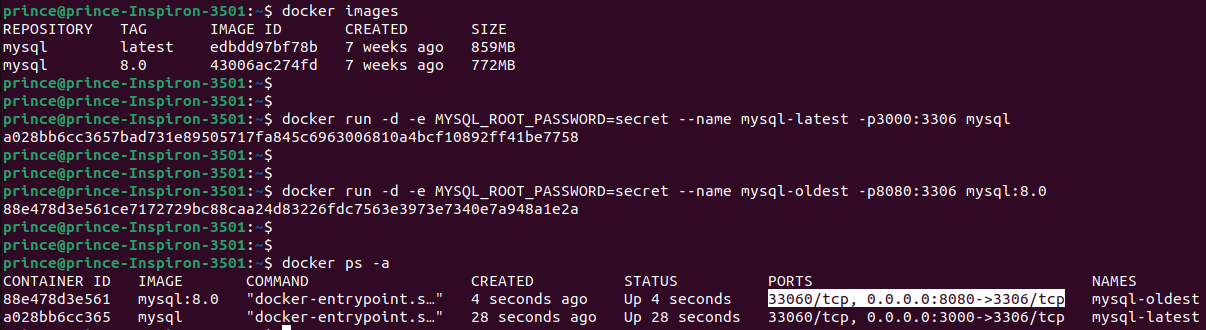 prince@prince-Inspiron-3501:~$ docker images
REPOSITORY   TAG       IMAGE ID       CREATED       SIZE
mysql        latest    edbdd97bf78b   7 weeks ago   859MB
mysql        8.0       43006ac274fd   7 weeks ago   772MB
prince@prince-Inspiron-3501:~$
prince@prince-Inspiron-3501:~$
prince@prince-Inspiron-3501:~$ docker run -d -e MYSQL_ROOT_PASSWORD=secret --name mysql-latest -p3000:3306 mysql
a028bb6cc3657bad731e89505717fa845c6963006810a4bcf10892ff41be7758
prince@prince-Inspiron-3501:~$
prince@prince-Inspiron-3501:~$
prince@prince-Inspiron-3501:~$ docker run -d -e MYSQL_ROOT_PASSWORD=secret --name mysql-oldest -p8080:3306 mysql:8.0
88e478d3e561ce7172729bc88caa24d83226fdc7563e3973e7340e7a948a1e2a
prince@prince-Inspiron-3501:~$
prince@prince-Inspiron-3501:~$
prince@prince-Inspiron-3501:~$ docker ps -a
CONTAINER ID   IMAGE       COMMAND                  CREATED          STATUS          PORTS                               NAMES
88e478d3e561   mysql:8.0   "docker-entrypoint.s…"   4 seconds ago    Up 4 seconds    33060/tcp, 0.0.0.0:8080->3306/tcp   mysql-oldest
a028bb6cc365   mysql       "docker-entrypoint.s…"   28 seconds ago   Up 28 seconds   33060/tcp, 0.0.0.0:3000->3306/tcp   mysql-latest